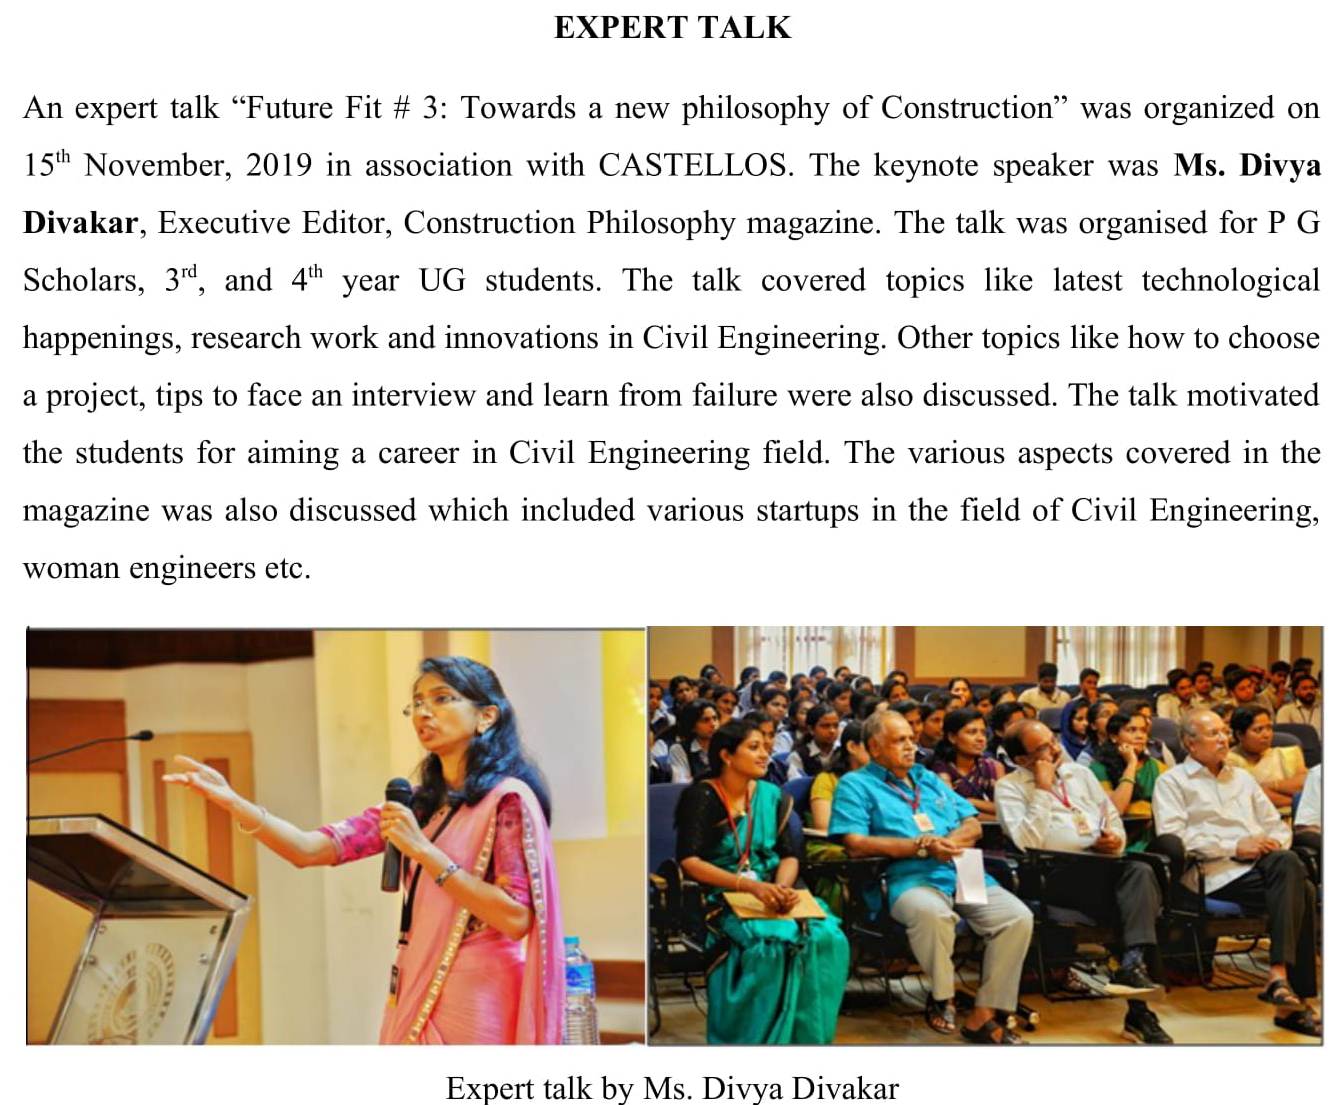 EXPERT TALK
An expert talk “Future Fit # 3: Towards a new philosophy of Construction” was organized on
15th November, 2019 in association with CASTELLOS. The keynote speaker was Ms. Divya
Divakar, Executive Editor, Construction Philosophy magazine. The talk was organised for P G
Scholars, 3rd, and 4th year UG students. The talk covered topics like latest technological
happenings, research work and innovations in Civil Engineering. Other topics like how to choose
a project, tips to face an interview and learn from failure were also discussed. The talk motivated
the students for aiming a career in Civil Engineering field. The various aspects covered in the
magazine was also discussed which included various startups in the field of Civil Engineering,
woman engineers etc.
Expert talk by Ms. Divya Divakar